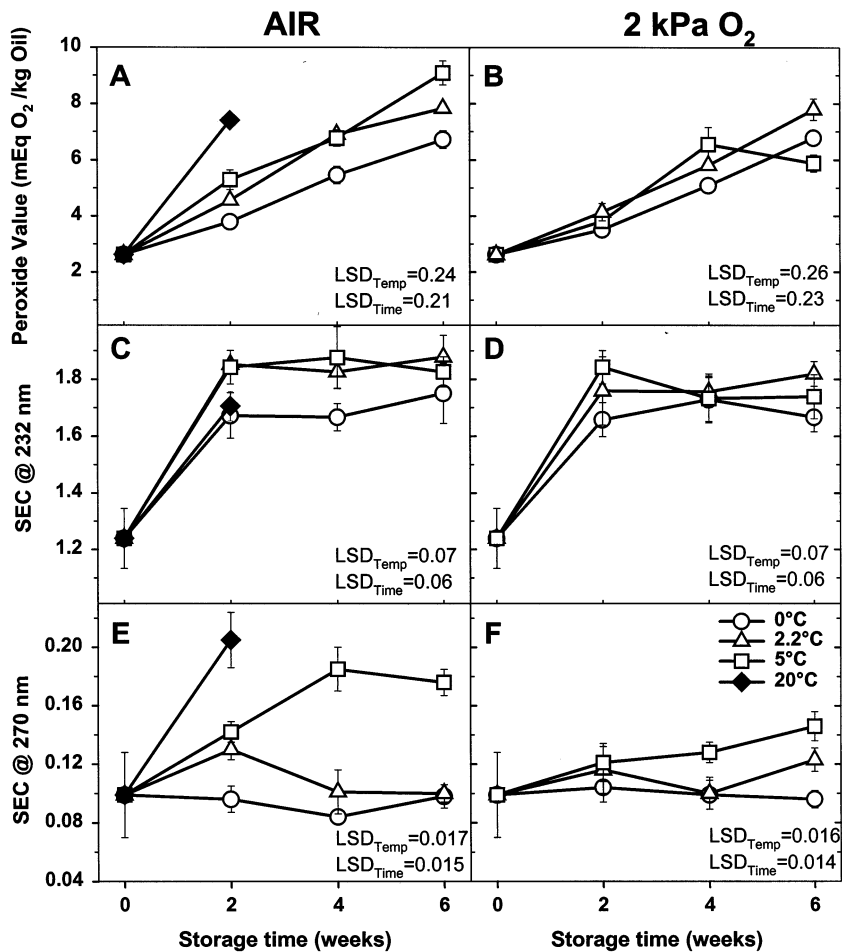 AIR
2 kPa O2
Peroxide Value (mEq O2 /kg Oil)
10
8
6
4
2
A
LSDTemp=0.24
LSDTime=0.21
B
LSDTemp=0.26
LSDTime=0.23
SEC @ 232 nm
1.8
1.6
1.4
1.2
C
LSDTemp=0.07
LSDTime=0.06
D
LSDTemp=0.07
LSDTime=0.06
SEC @ 270 nm
0.20
0.16
0.12
0.08
0.04
E
LSDTemp=0.017
LSDTime=0.015
F
0°C
2.2°C
5°C
20°C
LSDTemp=0.016
LSDTime=0.014
0 2 4 6
0 2 4 6
Storage time (weeks)
Storage time (weeks)